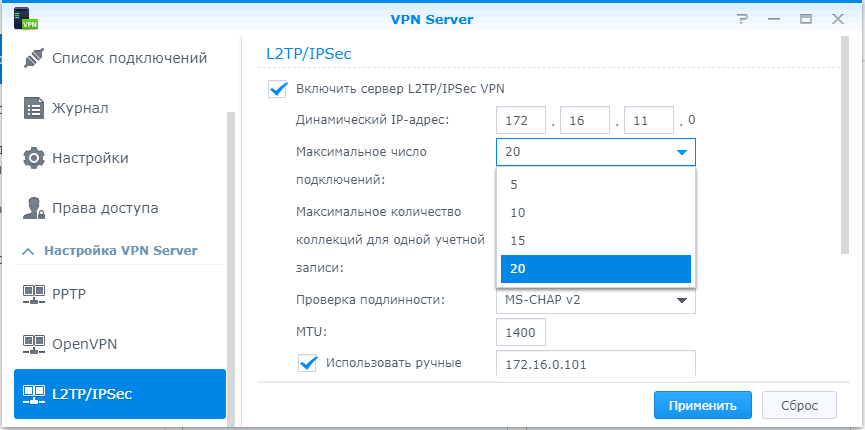 VPN Server
VPN
Список подключений
Журнал
Настройки
Права доступа
Настройка VPN Server
PPTP
OpenVPN
L2TP/IPSec
L2TP/IPSec
Включить сервер L2TP/IPSec VPN
Динамический IP-адрес: 172 . 16 . 11 . 0
Максимальное число подключений: 20
5
10
15
20
Максимальное количество
коллекций для одной учетной
записи:
Проверка подлинности: MS-CHAP v2
MTU: 1400
Использовать ручные 172.16.0.101
Применить Сброс